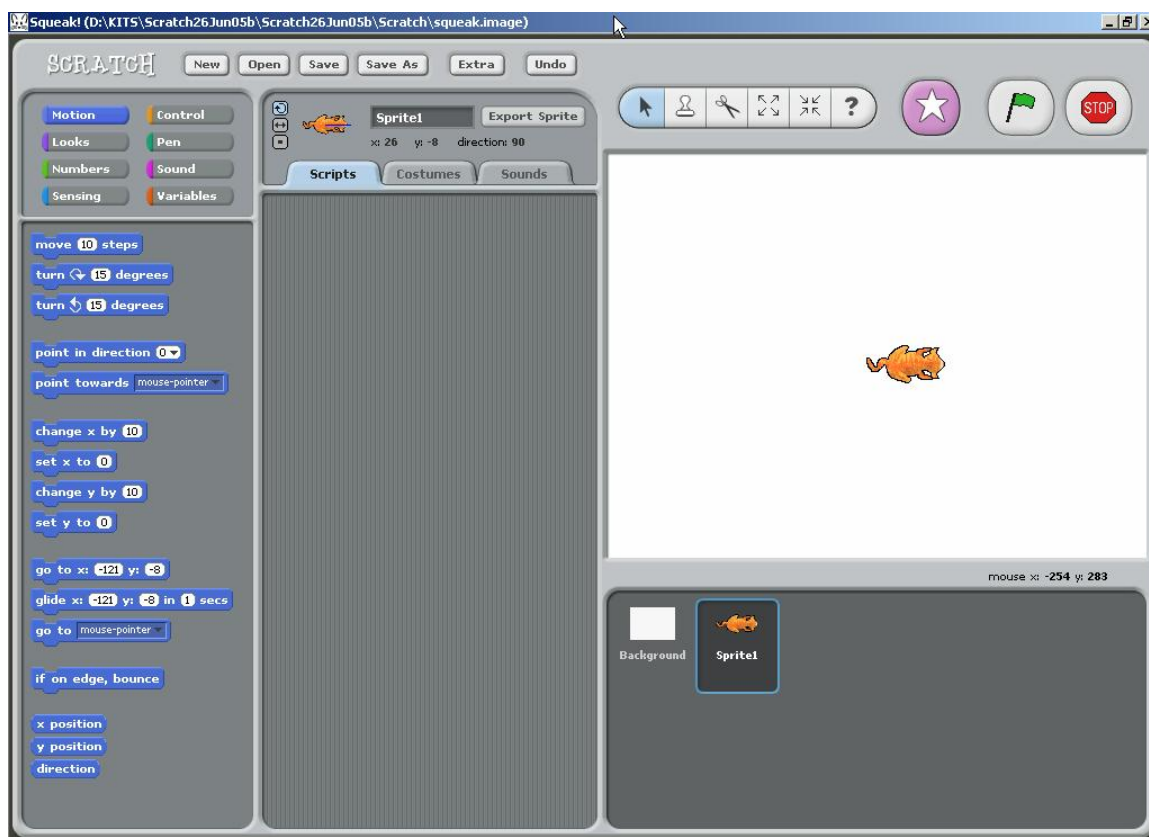 Squeak! (D:\KITS\Scratch26Jun05b\Scratch26Jun05b\Scratch\squeak.image)
SCRATCH New Open Save Save As Extra Undo
Motion Control
Looks Pen
Numbers Sound
Sensing Variables
Sprite1 Export Sprite
x: 26 y: -8 direction: 90
Scripts Costumes Sounds
?
STOP
move 10 steps
turn 15 degrees
turn 15 degrees
point in direction 0
point towards mouse-pointer
change x by 10
set x to 0
change y by 10
set y to 0
go to x: -121 y: -8
glide x: -121 y: -8 in 1 secs
go to mouse-pointer
if on edge, bounce
x position
y position
direction
mouse x: -254 y: 283
Background Sprite1